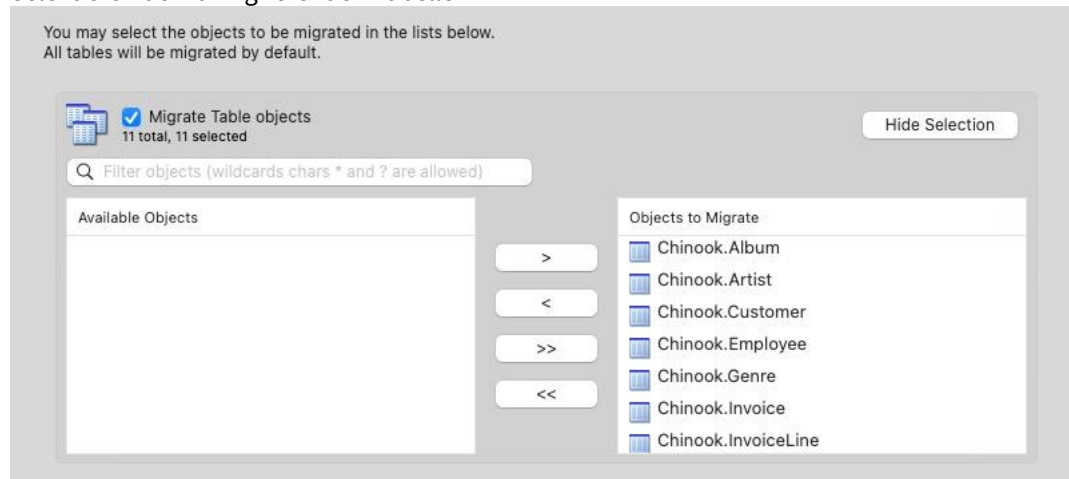 You may select the objects to be migrated in the lists below.
All tables will be migrated by default.
Migrate Table objects
11 total, 11 selected
Hide Selection
Filter objects (wildcards chars * and ? are allowed)
Available Objects
>
<
>>
<<
Objects to Migrate
Chinook.Album
Chinook.Artist
Chinook.Customer
Chinook.Employee
Chinook.Genre
Chinook.Invoice
Chinook.InvoiceLine